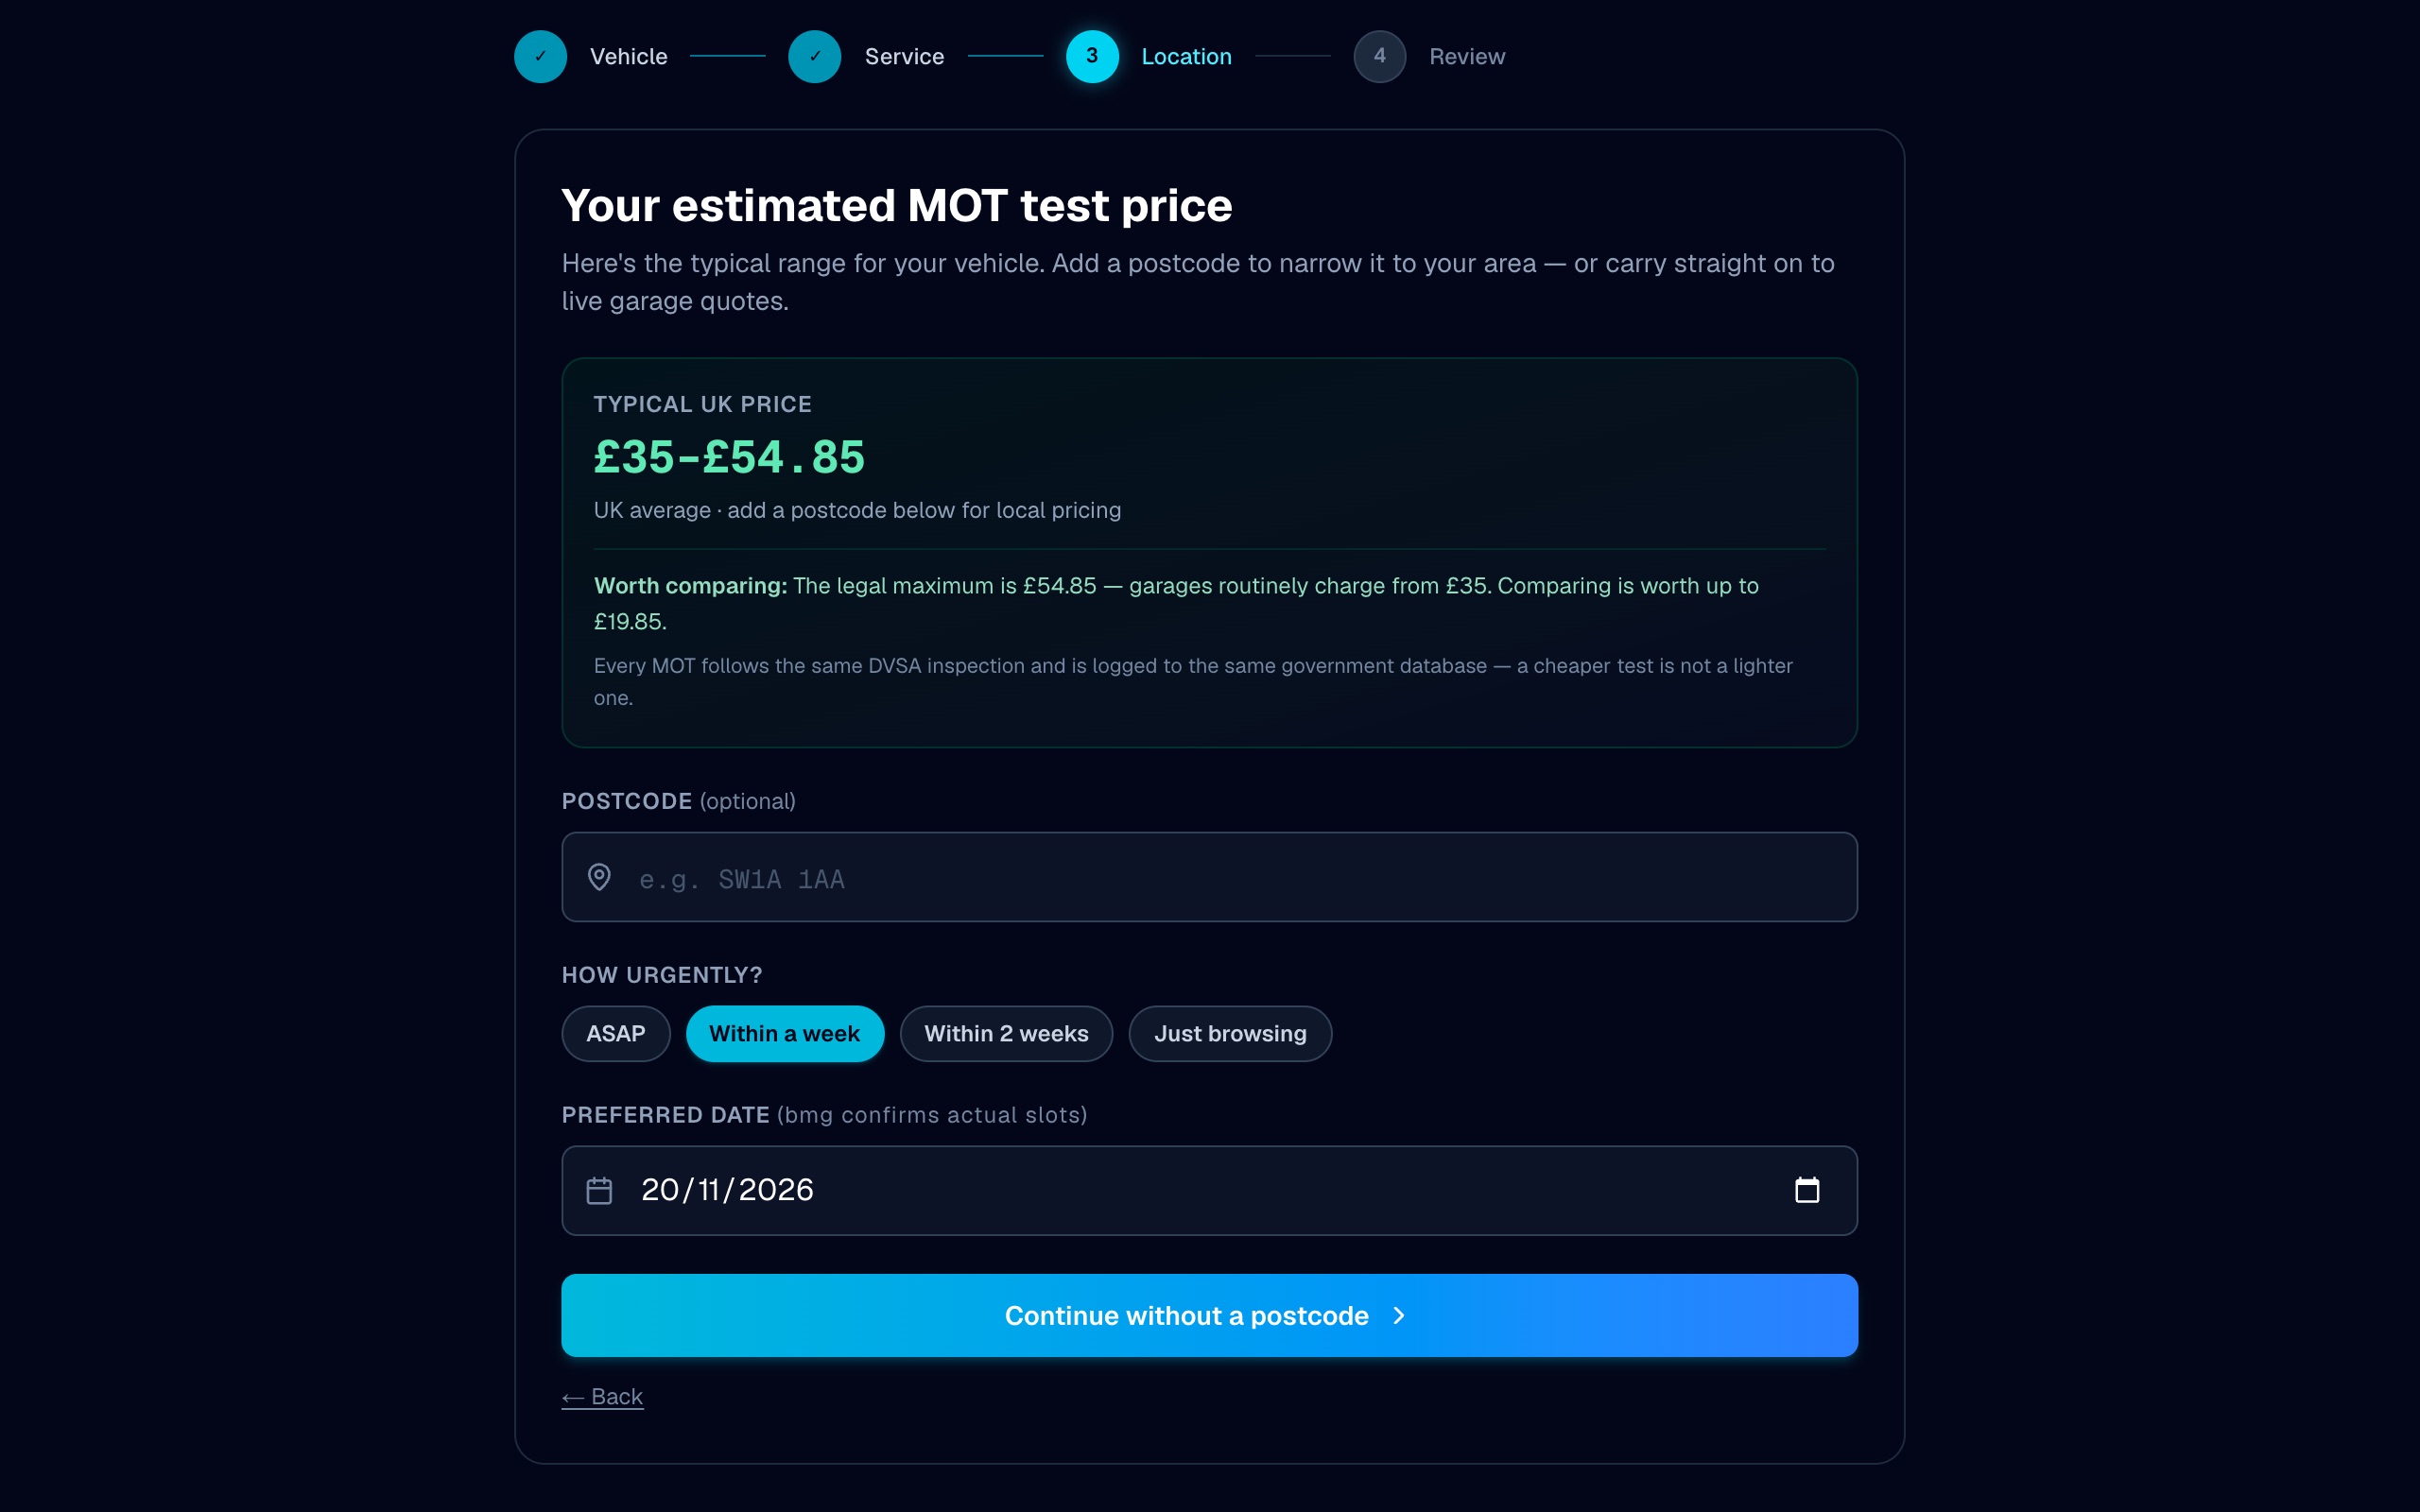 ✓ Vehicle ✓ Service 3 Location 4 Review
Your estimated MOT test price
Here's the typical range for your vehicle. Add a postcode to narrow it to your area — or carry straight on to
live garage quotes.
TYPICAL UK PRICE
£35–£54.85
UK average · add a postcode below for local pricing
Worth comparing: The legal maximum is £54.85 — garages routinely charge from £35. Comparing is worth up to
£19.85.
Every MOT follows the same DVSA inspection and is logged to the same government database — a cheaper test is not a lighter
one.
POSTCODE (optional)
e.g. SW1A 1AA
HOW URGENTLY?
ASAP Within a week Within 2 weeks Just browsing
PREFERRED DATE (bmg confirms actual slots)
20/11/2026
Continue without a postcode
← Back